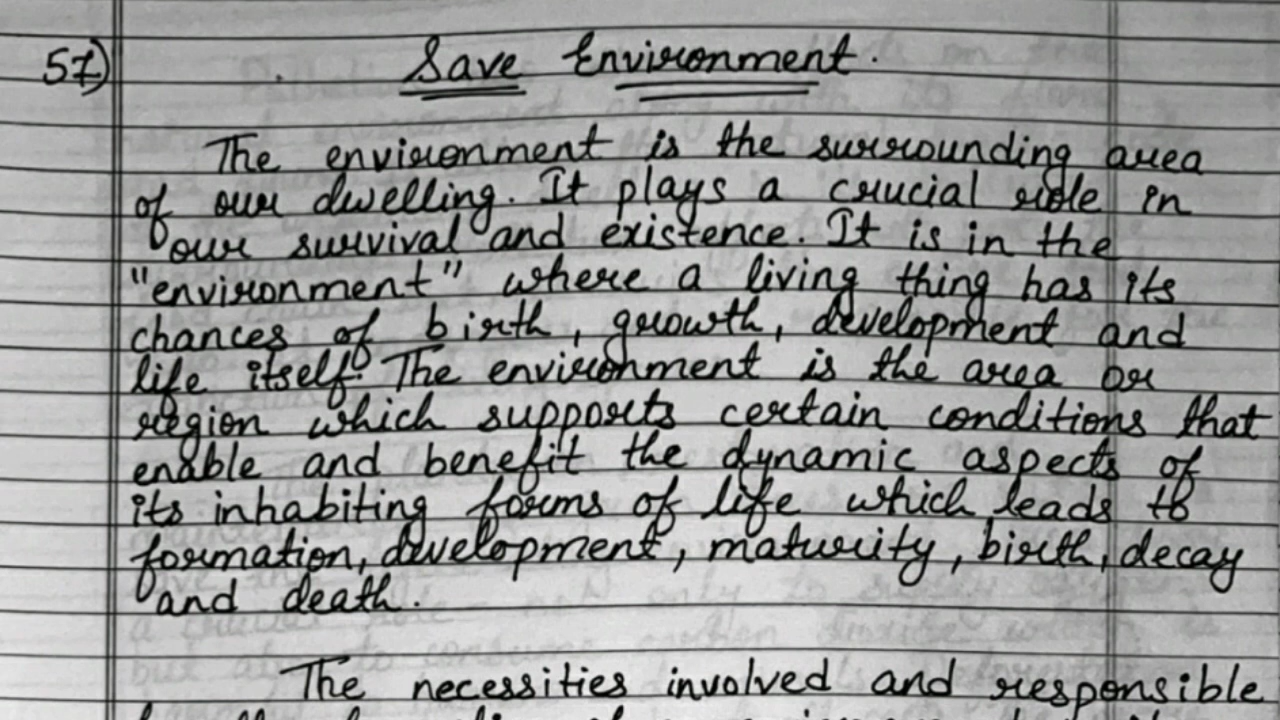 57) Save Environment.
The environment is the surrounding area
of our dwelling. It plays a crucial role in
our survival and existence. It is in the
"environment" where a living thing has its
chances of birth, growth, development and
life itself. The environment is the area or
region which supports certain conditions that
enable and benefit the dynamic aspects of
its inhabiting forms of life which leads to
formation, development, maturity, birth, decay
and death.
The necessities involved and responsible